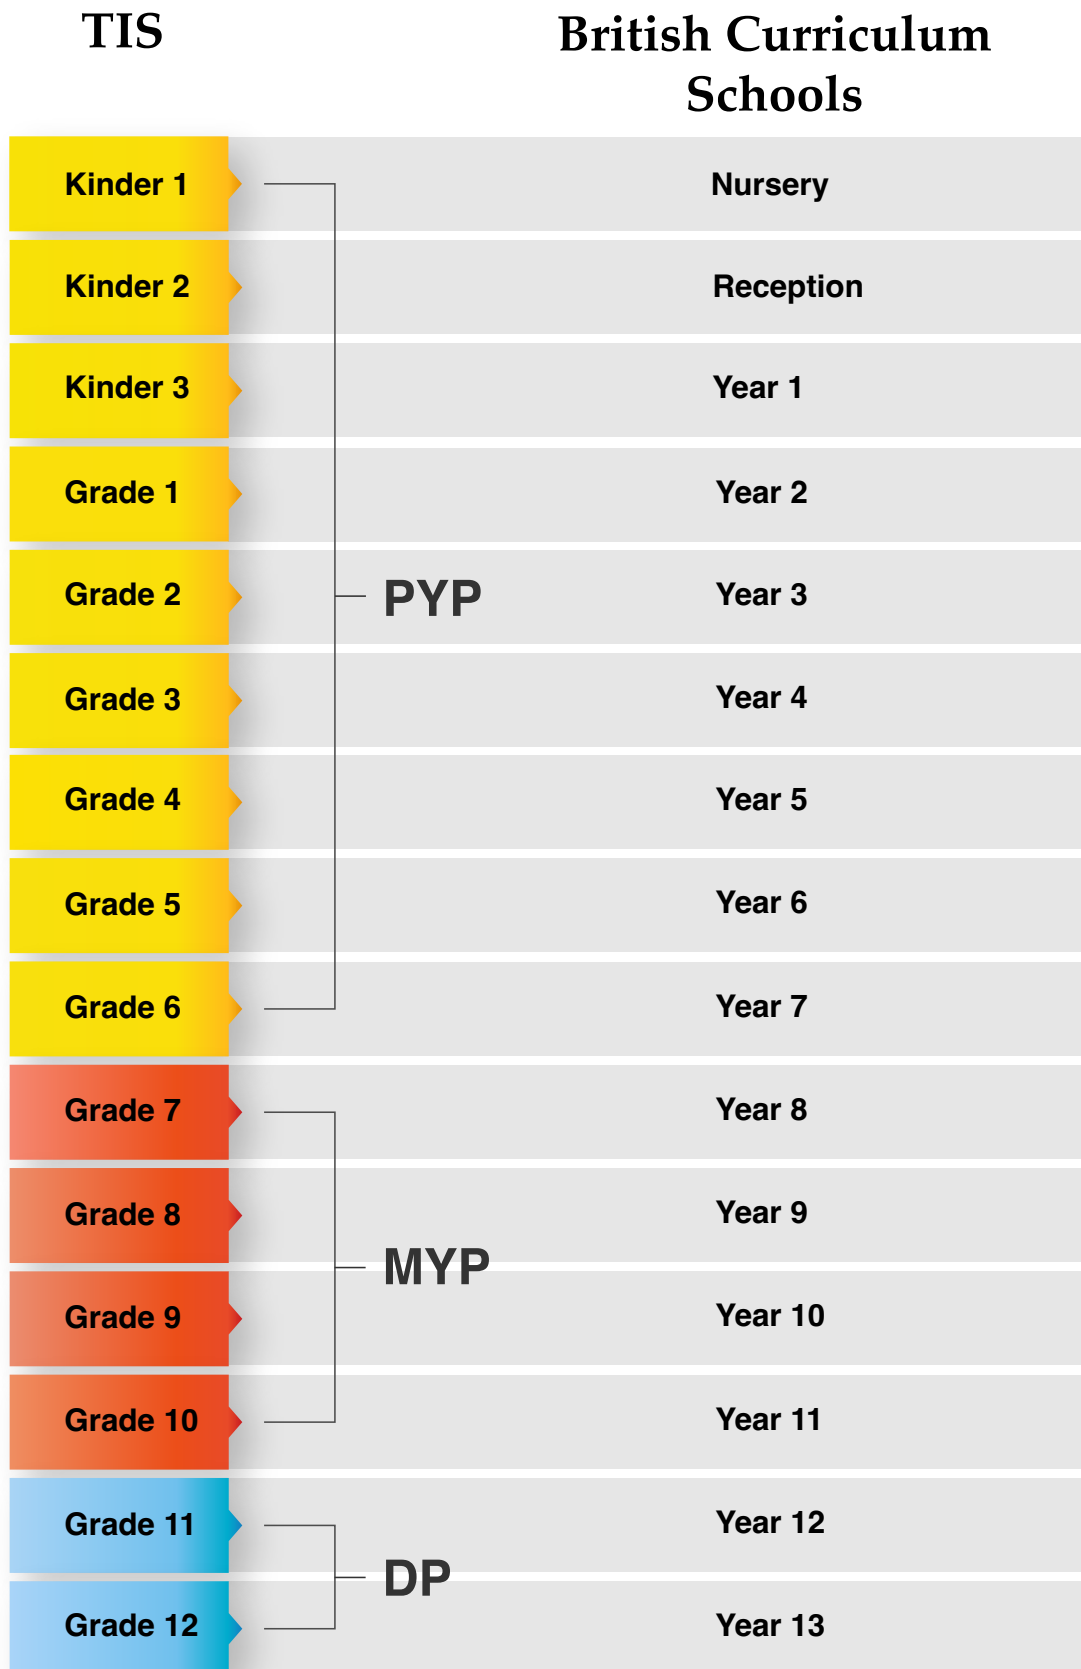 TIS
British Curriculum
Schools
Kinder 1
Nursery
Kinder 2
Reception
Kinder 3
Year 1
Grade 1
Year 2
Grade 2
PYP
Year 3
Grade 3
Year 4
Grade 4
Year 5
Grade 5
Year 6
Grade 6
Year 7
Grade 7
Year 8
Grade 8
Year 9
MYP
Grade 9
Year 10
Grade 10
Year 11
Grade 11
Year 12
DP
Grade 12
Year 13